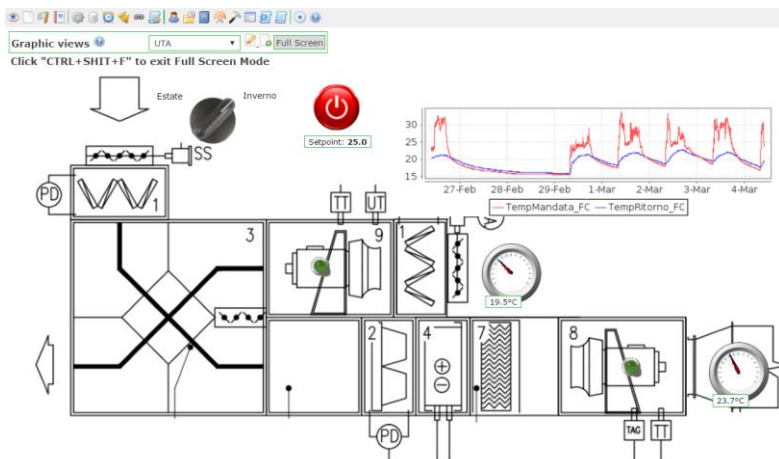 Graphic views
UTA
Full Screen
Click "CTRL+SHIT+F" to exit Full Screen Mode
Estate
Inverno
Setpoint: 25.0
SS
PD
1
30
25
20
15
27-Feb 28-Feb 29-Feb 1-Mar 2-Mar 3-Mar 4-Mar
TempMandata_FC TempRitorno_FC
TT
UT
A
3
9
1
19.5°C
2
4
7
8
23.7°C
PD
TAG
TT